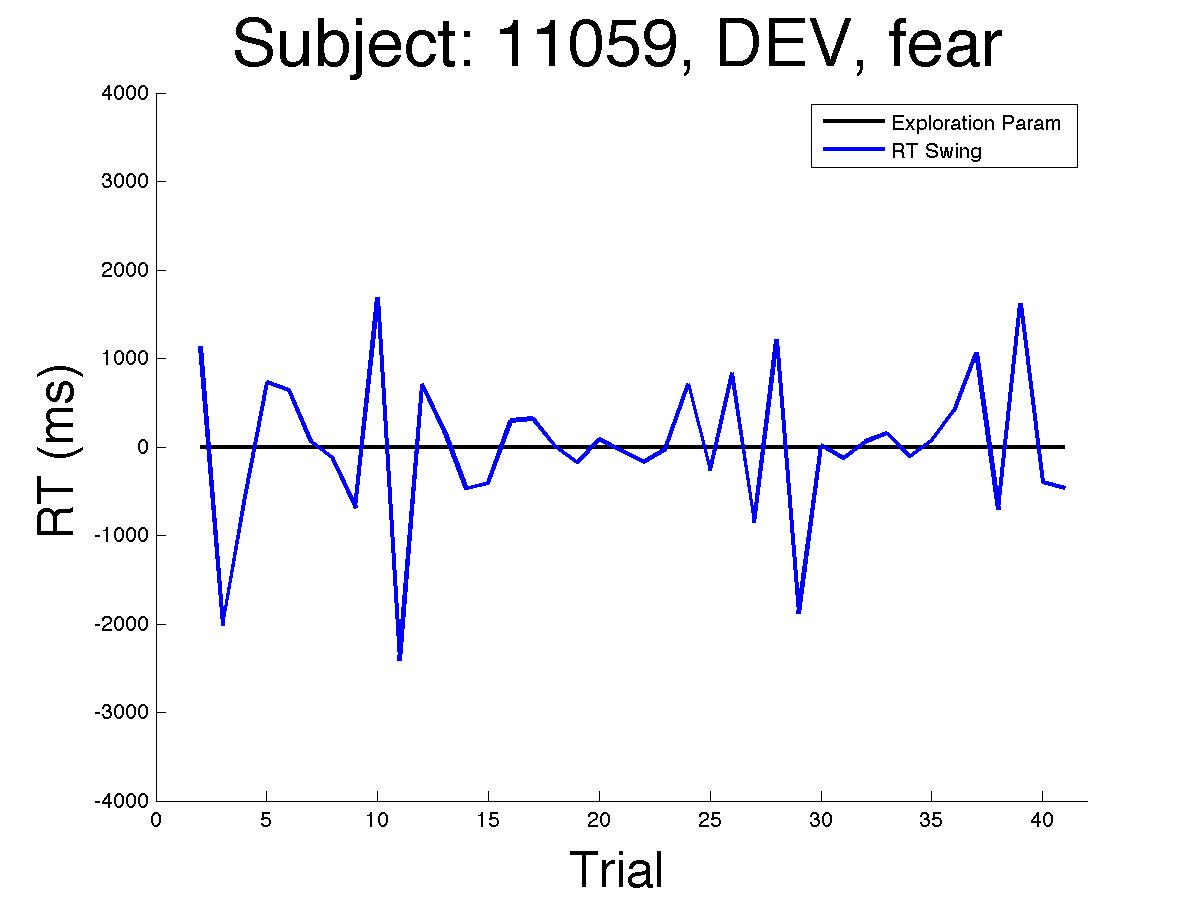 Subject: 11059, DEV, fear
4000
3000
2000
1000
0
-1000
-2000
-3000
-4000
RT (ms)
Exploration Param
RT Swing
0 5 10 15 20 25 30 35 40
Trial